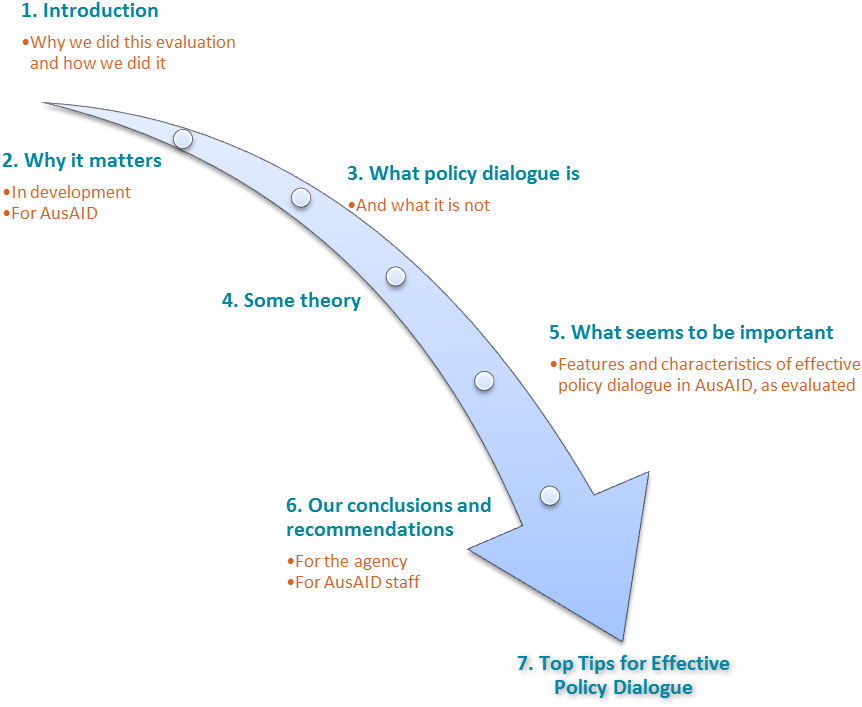 1. Introduction
•Why we did this evaluation
and how we did it
2. Why it matters
•In development
•For AusAID
3. What policy dialogue is
•And what it is not
4. Some theory
5. What seems to be important
•Features and characteristics of effective
policy dialogue in AusAID, as evaluated
6. Our conclusions and
recommendations
•For the agency
•For AusAID staff
7. Top Tips for Effective
Policy Dialogue